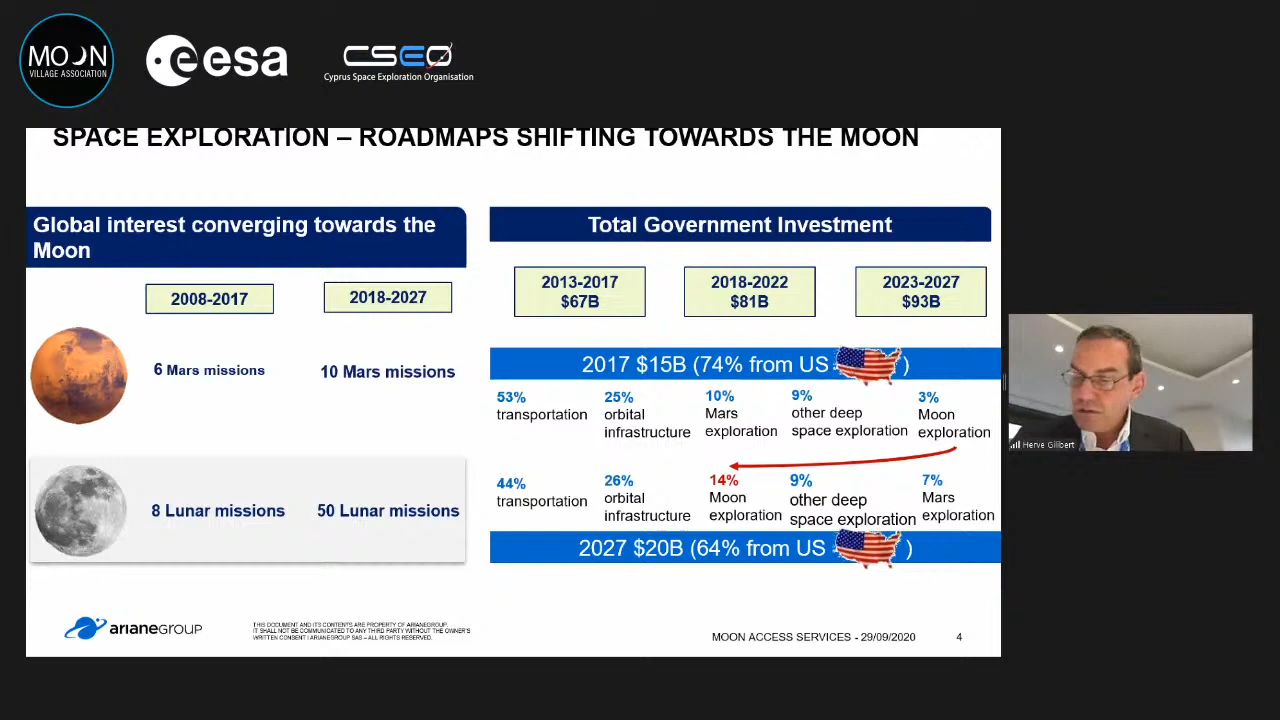 MOON
VILLAGE ASSOCIATION
esa
CSEO
Cyprus Space Exploration Organisation
SPACE EXPLORATION – ROADMAPS SHIFTING TOWARDS THE MOON
Global interest converging towards the
Moon
2008-2017
2018-2027
6 Mars missions
10 Mars missions
8 Lunar missions
50 Lunar missions
Total Government Investment
2013-2017
$67B
2018-2022
$81B
2023-2027
$93B
2017 $15B (74% from US )
53%
transportation
25%
orbital
infrastructure
10%
Mars
exploration
9%
other deep
space exploration
3%
Moon
exploration
44%
transportation
26%
orbital
infrastructure
14%
Moon
exploration
9%
other deep
space exploration
7%
Mars
exploration
2027 $20B (64% from US )
arianeGROUP
THIS DOCUMENT AND ITS CONTENTS ARE PROPERTY OF ARIANEGROUP.
IT SHALL NOT BE COMMUNICATED TO ANY THIRD PARTY WITHOUT THE OWNER'S
WRITTEN CONSENT I ARIANEGROUP SAS – ALL RIGHTS RESERVED.
MOON ACCESS SERVICES - 29/09/2020
4
Herve Gilibert